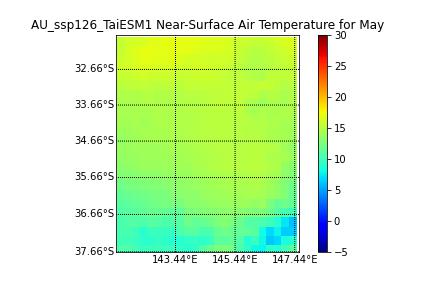 AU_ssp126_TaiESM1 Near-Surface Air Temperature for May
32.66°S
33.66°S
34.66°S
35.66°S
36.66°S
37.66°S
143.44°E 145.44°E 147.44°E
30
25
20
15
10
5
0
−5